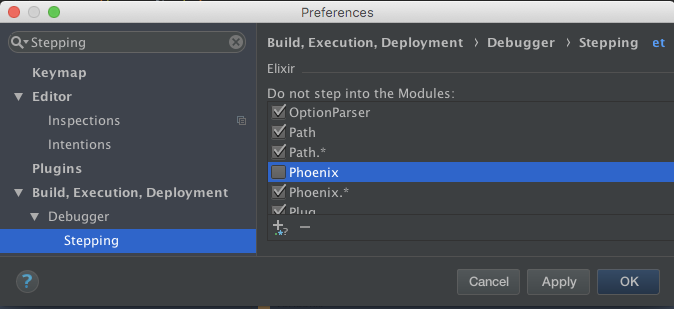 Preferences
Stepping
Build, Execution, Deployment › Debugger › Stepping et
Keymap
Editor
Inspections
Intentions
Plugins
Build, Execution, Deployment
Debugger
Stepping
Elixir
Do not step into the Modules:
OptionParser
Path
Path.*
Phoenix
Phoenix.*
Plug
+.*?
−
?
Cancel
Apply
OK